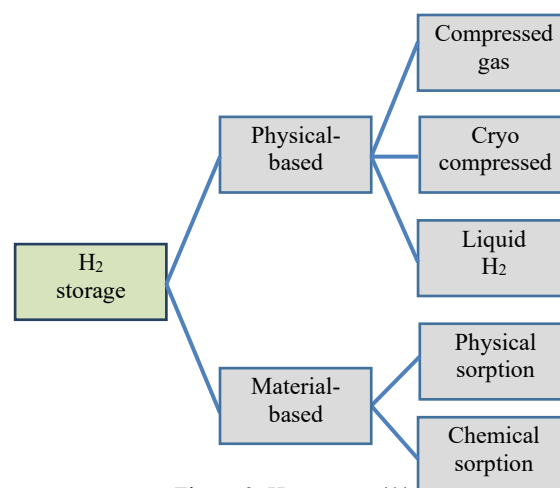 Compressed
gas
Physical-
based
Cryo
compressed
Liquid
H₂
H₂
storage
Physical
sorption
Material-
based
Chemical
sorption